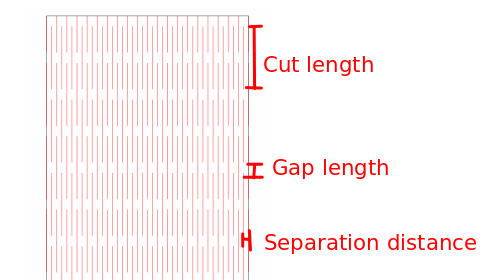 Cut length
Gap length
Separation distance